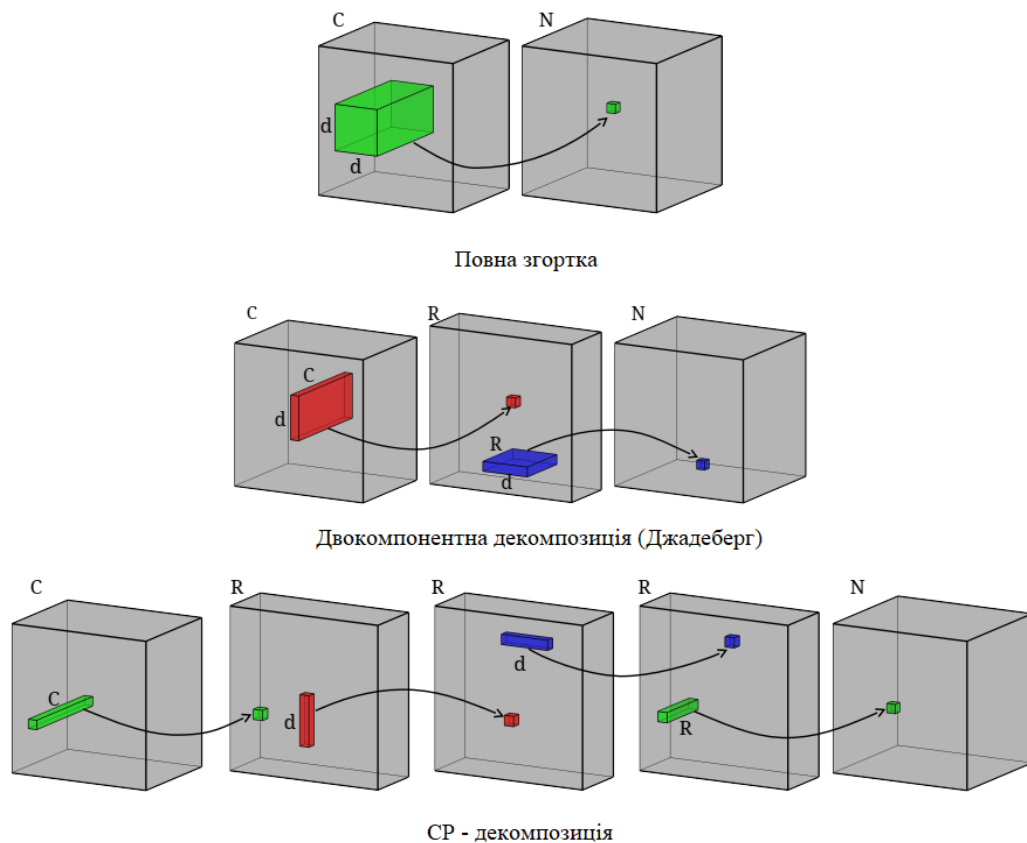 C N
d
d
Повна згортка
C R N
C
d
R
d
Двокомпонентна декомпозиція (Джадеберг)
C R R R N
C
d
d
R
CP - декомпозиція